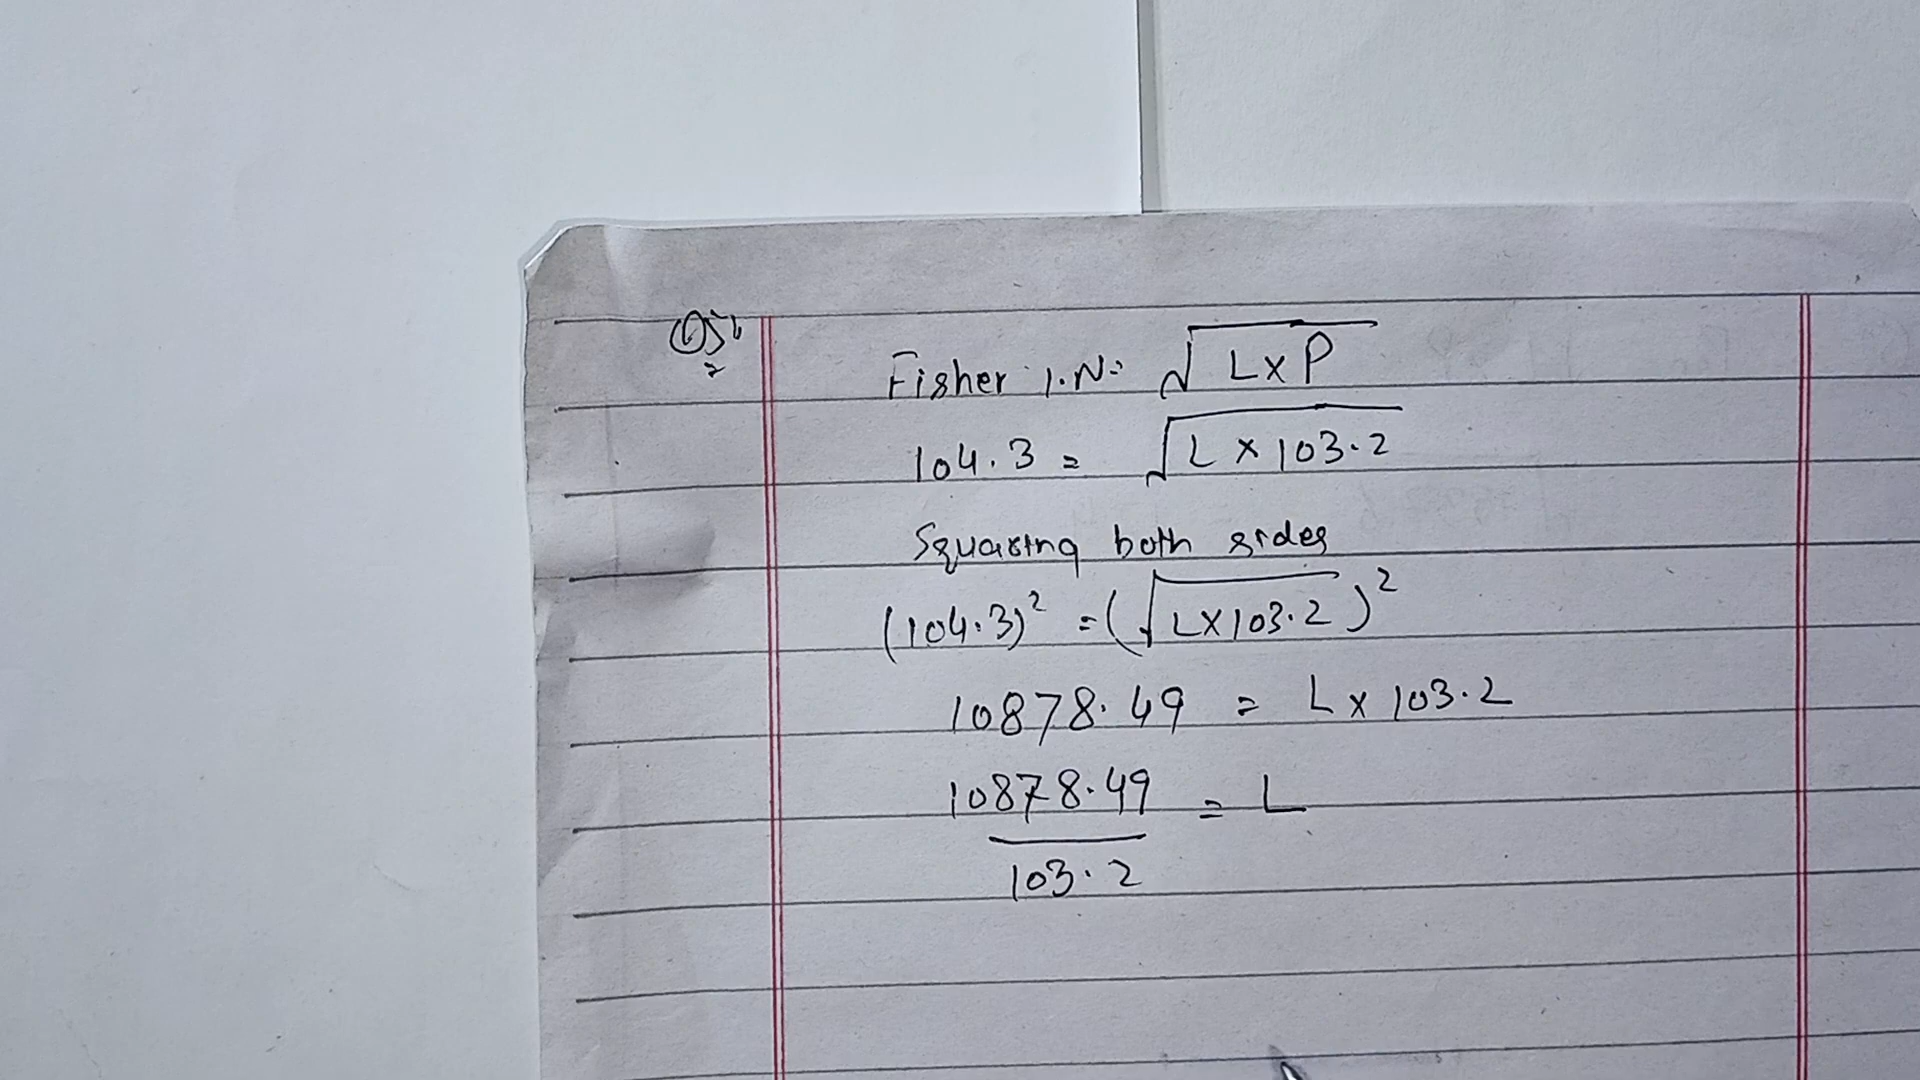 Fisher I.N = √L×P
104.3 = √L × 103.2
Squaring both sides
(104.3)² = (√L×103.2)²
10878.49 = L × 103.2
10878.49 = L
103.2